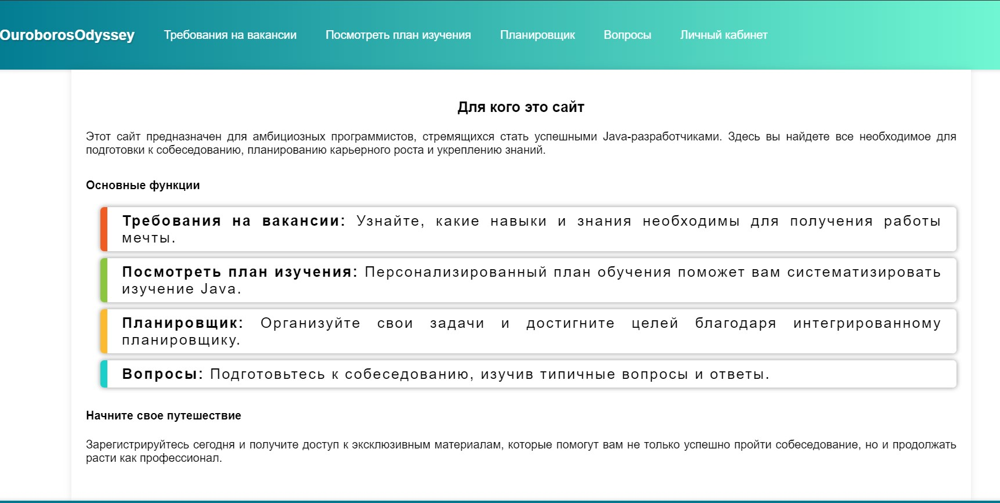 OuroborosOdyssey Требования на вакансии Посмотреть план изучения Планировщик Вопросы Личный кабинет
Для кого это сайт
Этот сайт предназначен для амбициозных программистов, стремящихся стать успешными Java-разработчиками. Здесь вы найдете все необходимое для
подготовки к собеседованию, планированию карьерного роста и укреплению знаний.
Основные функции
Требования на вакансии: Узнайте, какие навыки и знания необходимы для получения работы
мечты.
Посмотреть план изучения: Персонализированный план обучения поможет вам систематизировать
изучение Java.
Планировщик: Организуйте свои задачи и достигните целей благодаря интегрированному
планировщику.
Вопросы: Подготовьтесь к собеседованию, изучив типичные вопросы и ответы.
Начните свое путешествие
Зарегистрируйтесь сегодня и получите доступ к эксклюзивным материалам, которые помогут вам не только успешно пройти собеседование, но и продолжать
расти как профессионал.